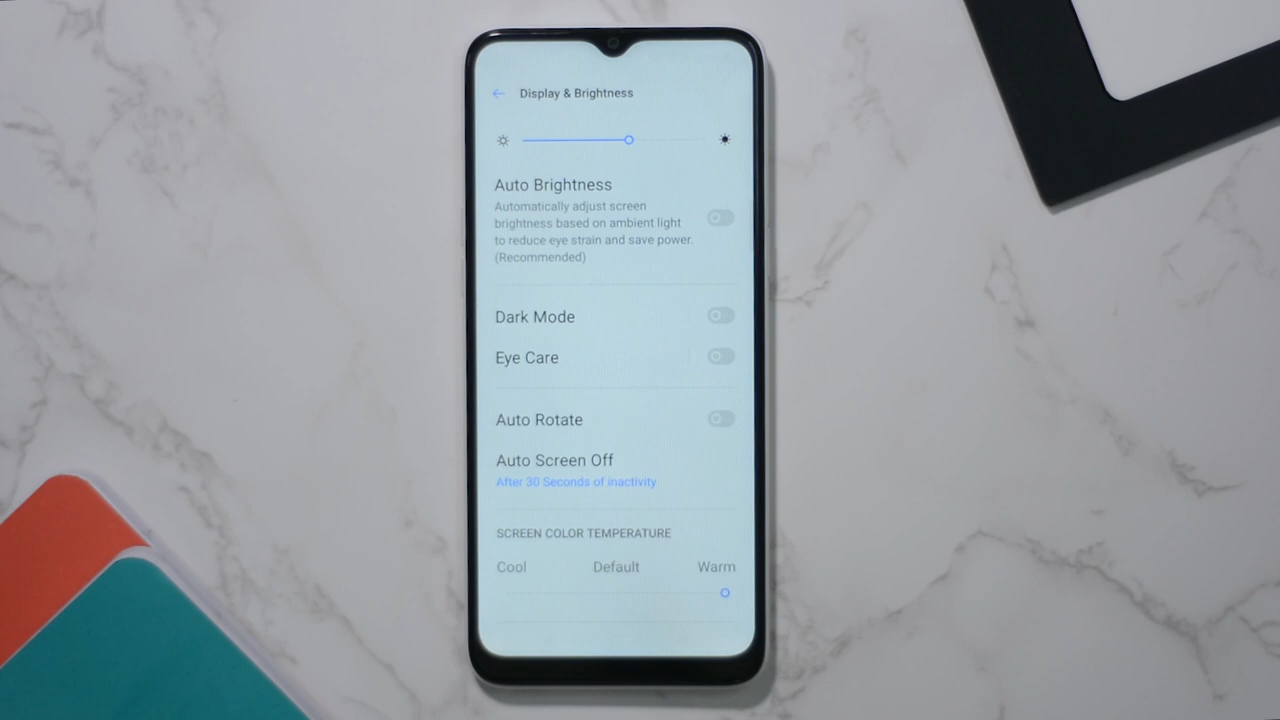 Display & Brightness
Auto Brightness
Automatically adjust screen
brightness based on ambient light
to reduce eye strain and save power.
(Recommended)
Dark Mode
Eye Care
Auto Rotate
Auto Screen Off
After 30 Seconds of inactivity
SCREEN COLOR TEMPERATURE
Cool Default Warm